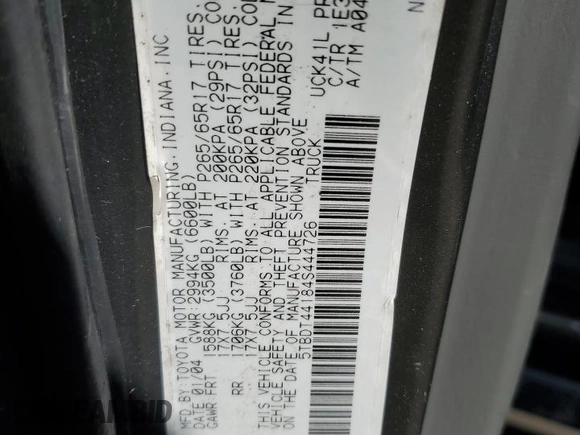 MFD BY:TOYOTA MOTOR MANUFACTURING.INDIANA.INC
DATE 01/04 GVWR:2994KG (6600LB)
GAWR FRT 1588KG (3500LB) WITH P265/65R17 TIRES.
17X7.5JJ RIMS. AT 200KPA (29PSI) CO
RR 1706KG (3760LB) WITH P265/65R17 TIRES.
17X7.5JJ RIMS. AT 220KPA (32PSI) CO
THIS VEHICLE CONFORMS TO ALL APPLICABLE FEDERAL
VEHICLE SAFETY AND THEFT PREVENTION STANDARDS IN
ON THE DATE OF MANUFACTURE SHOWN ABOVE
5TBDT44184S444726 TRUCK
UCK41L PR
C/TR 1E3
A/TM A04
N